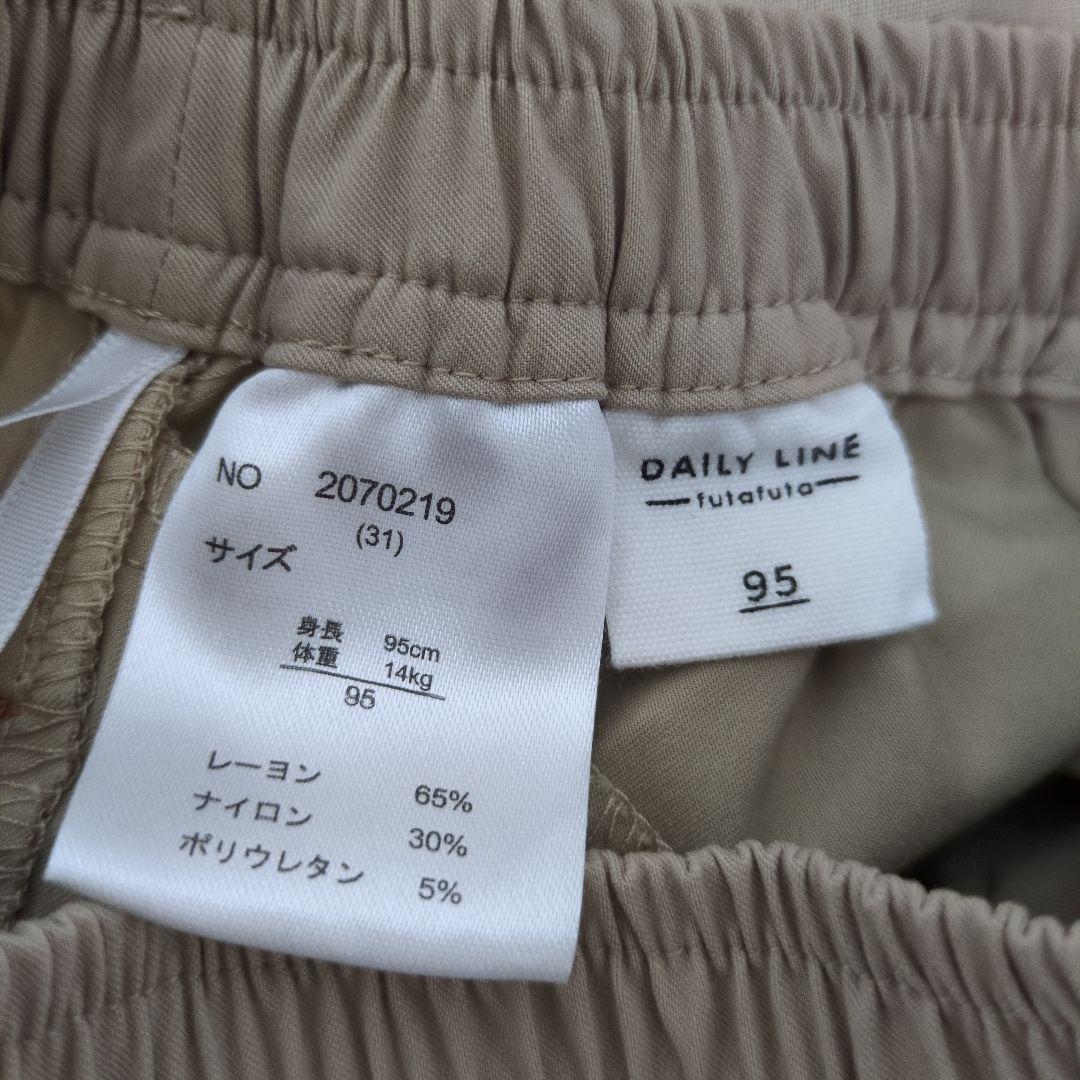 NO 2070219
(31)
サイズ
身長 95cm
体重 14kg
95
レーヨン 65%
ナイロン 30%
ポリウレタン 5%
DAILY LINE
futafuta
95